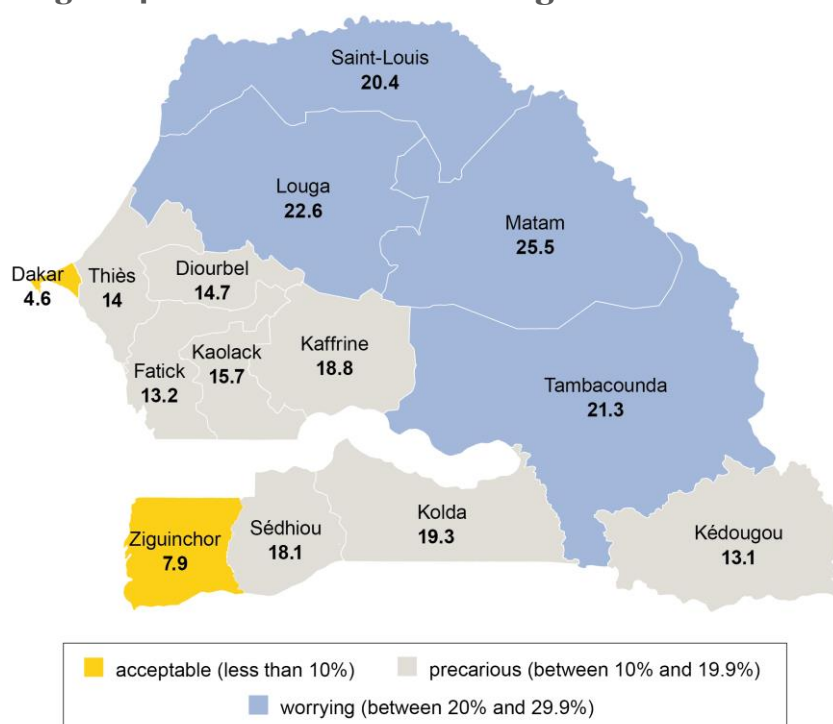 Saint-Louis
20.4
Louga
22.6
Matam
25.5
Dakar
4.6
Thiès
14
Diourbel
14.7
Fatick
13.2
Kaolack
15.7
Kaffrine
18.8
Tambacounda
21.3
Ziguinchor
7.9
Sédhiou
18.1
Kolda
19.3
Kédougou
13.1
acceptable (less than 10%)
precarious (between 10% and 19.9%)
worrying (between 20% and 29.9%)